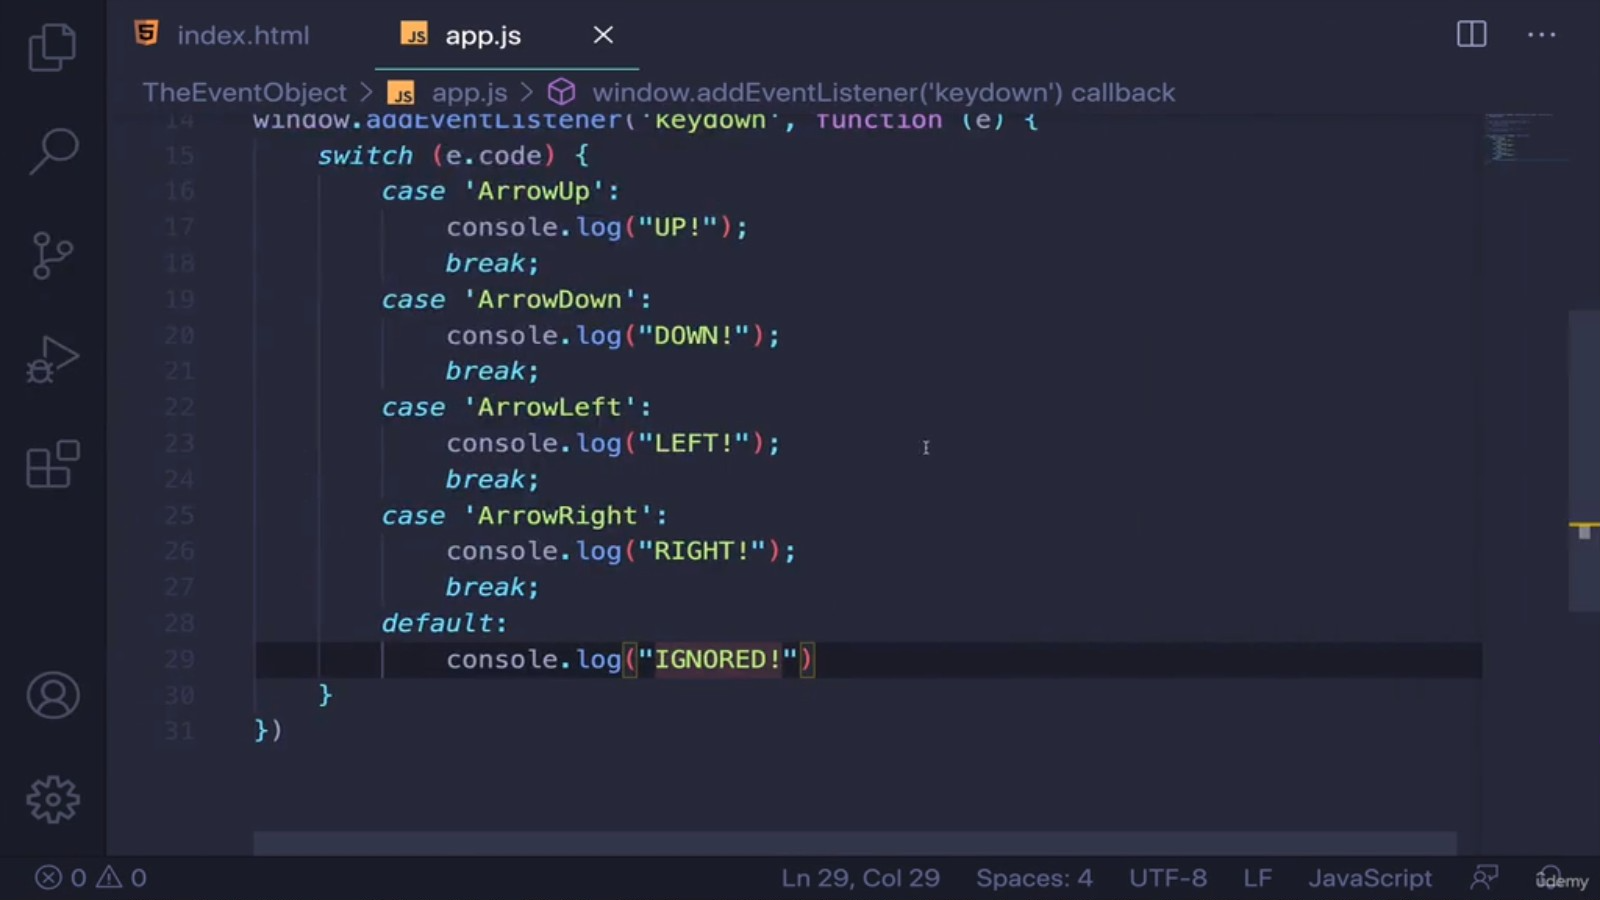 index.html
JS app.js
TheEventObject > JS app.js > window.addEventListener('keydown') callback
14 window.addEventListener('keydown', function (e) {
15 switch (e.code) {
16 case 'ArrowUp':
17 console.log("UP!");
18 break;
19 case 'ArrowDown':
20 console.log("DOWN!");
21 break;
22 case 'ArrowLeft':
23 console.log("LEFT!");
24 break;
25 case 'ArrowRight':
26 console.log("RIGHT!");
27 break;
28 default:
29 console.log("IGNORED!")
30 }
31 })
0 0 Ln 29, Col 29 Spaces: 4 UTF-8 LF JavaScript
udemy